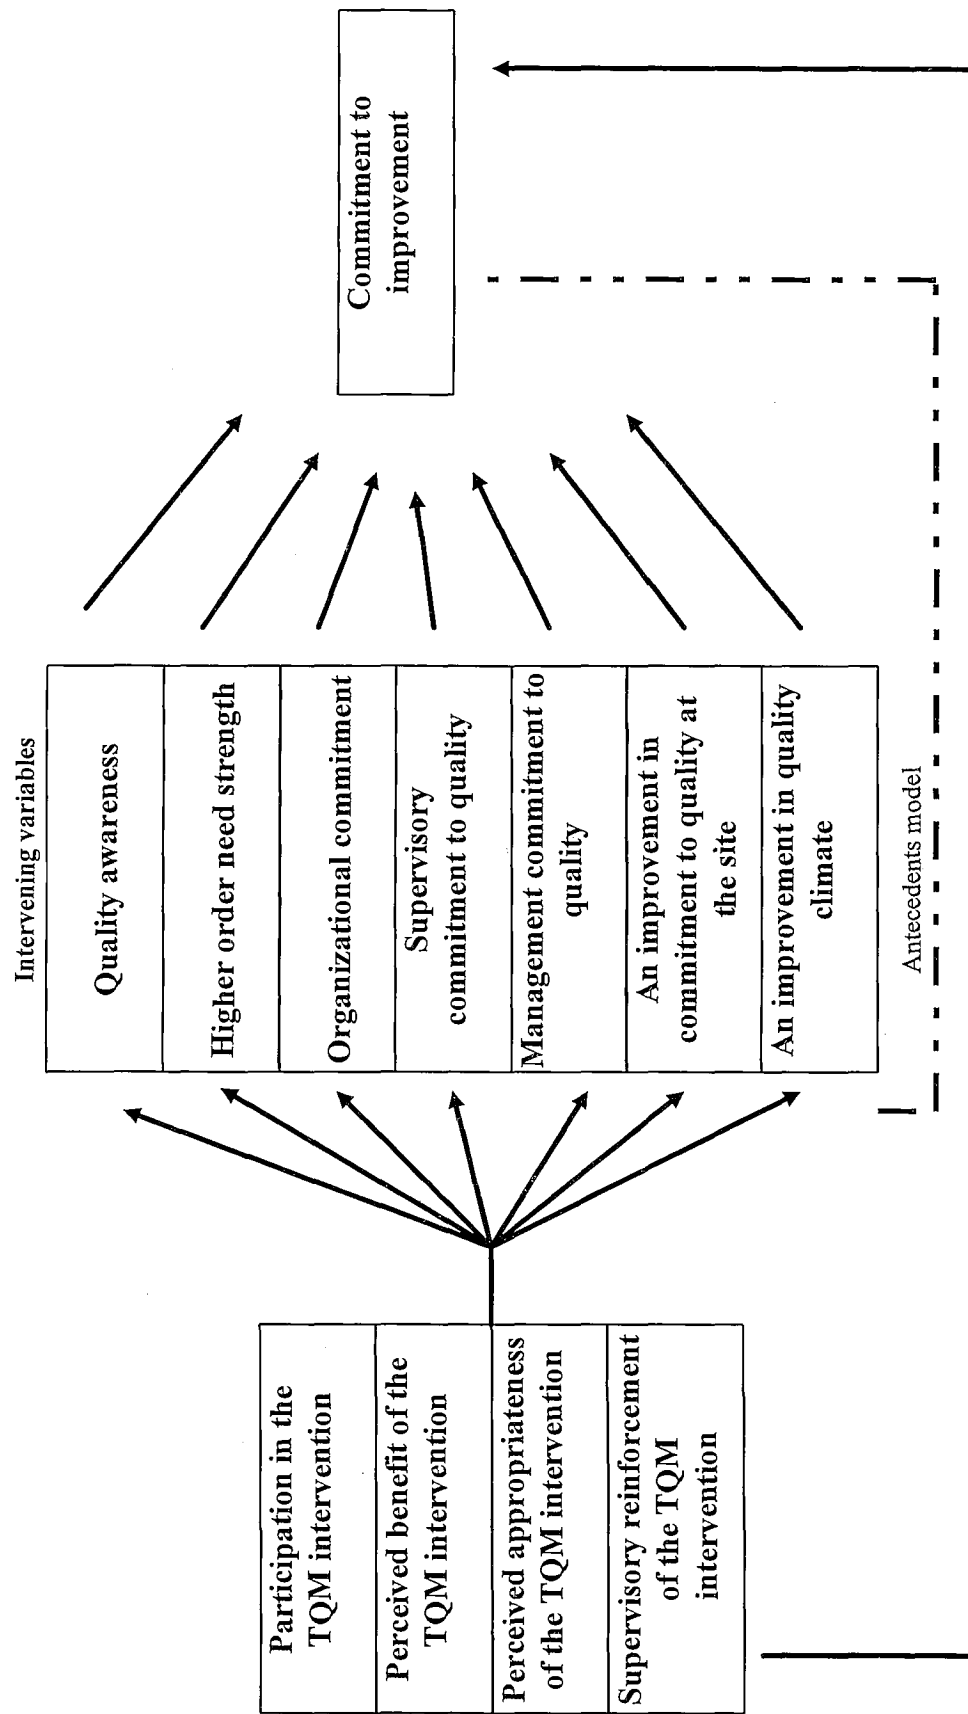 Participation in the
TQM intervention
Perceived benefit of the
TQM intervention
Perceived appropriateness
of the TQM intervention
Supervisory reinforcement
of the TQM
intervention
Intervening variables
Quality awareness
Higher order need strength
Organizational commitment
Supervisory
commitment to quality
Management commitment to
quality
An improvement in
commitment to quality at
the site
An improvement in quality
climate
Antecedents model
Commitment to
improvement